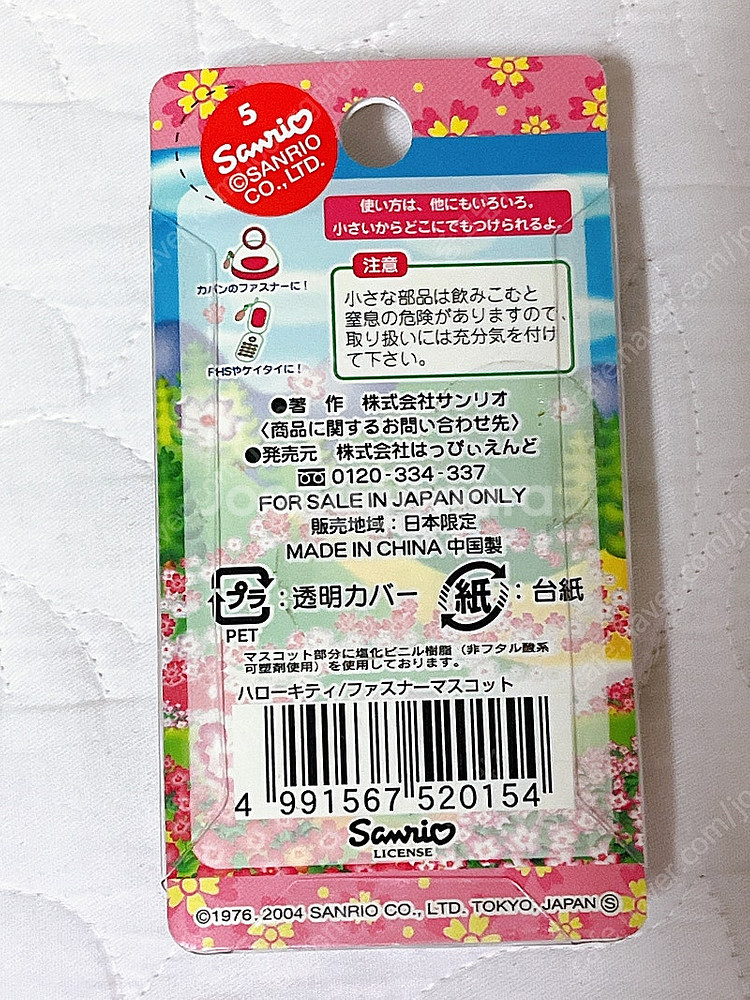 5
Sanrio
©SANRIO
CO., LTD.
使い方は、他にもいろいろ。
小さいからどこにでもつけられるよ。
カバンのファスナーに!
PHSやケイタイに!
注意
小さな部品は飲みこむと
窒息の危険がありますので、
取り扱いには充分気を付け
て下さい。
●著 作 株式会社サンリオ
〈商品に関するお問い合わせ先〉
●発売元 株式会社はっぴぃえんど
0120-334-337
FOR SALE IN JAPAN ONLY
販売地域:日本限定
MADE IN CHINA 中国製
プラ:透明カバー 紙:台紙
PET
マスコット部分に塩化ビニル樹脂(非フタル酸系
可塑剤使用)を使用しております。
ハローキティ/ファスナーマスコット
4 991567 520154
Sanrio
LICENSE
©1976, 2004 SANRIO CO., LTD. TOKYO, JAPAN Ⓢ